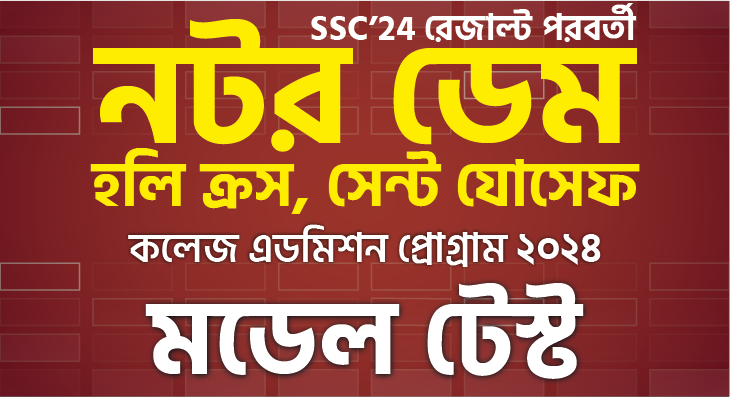 SSC’24 রেজাল্ট পরবর্তী
নটর ডেম
হলি ক্রস, সেন্ট যোসেফ
কলেজ এডমিশন প্রোগ্রাম ২০২৪
মডেল টেস্ট